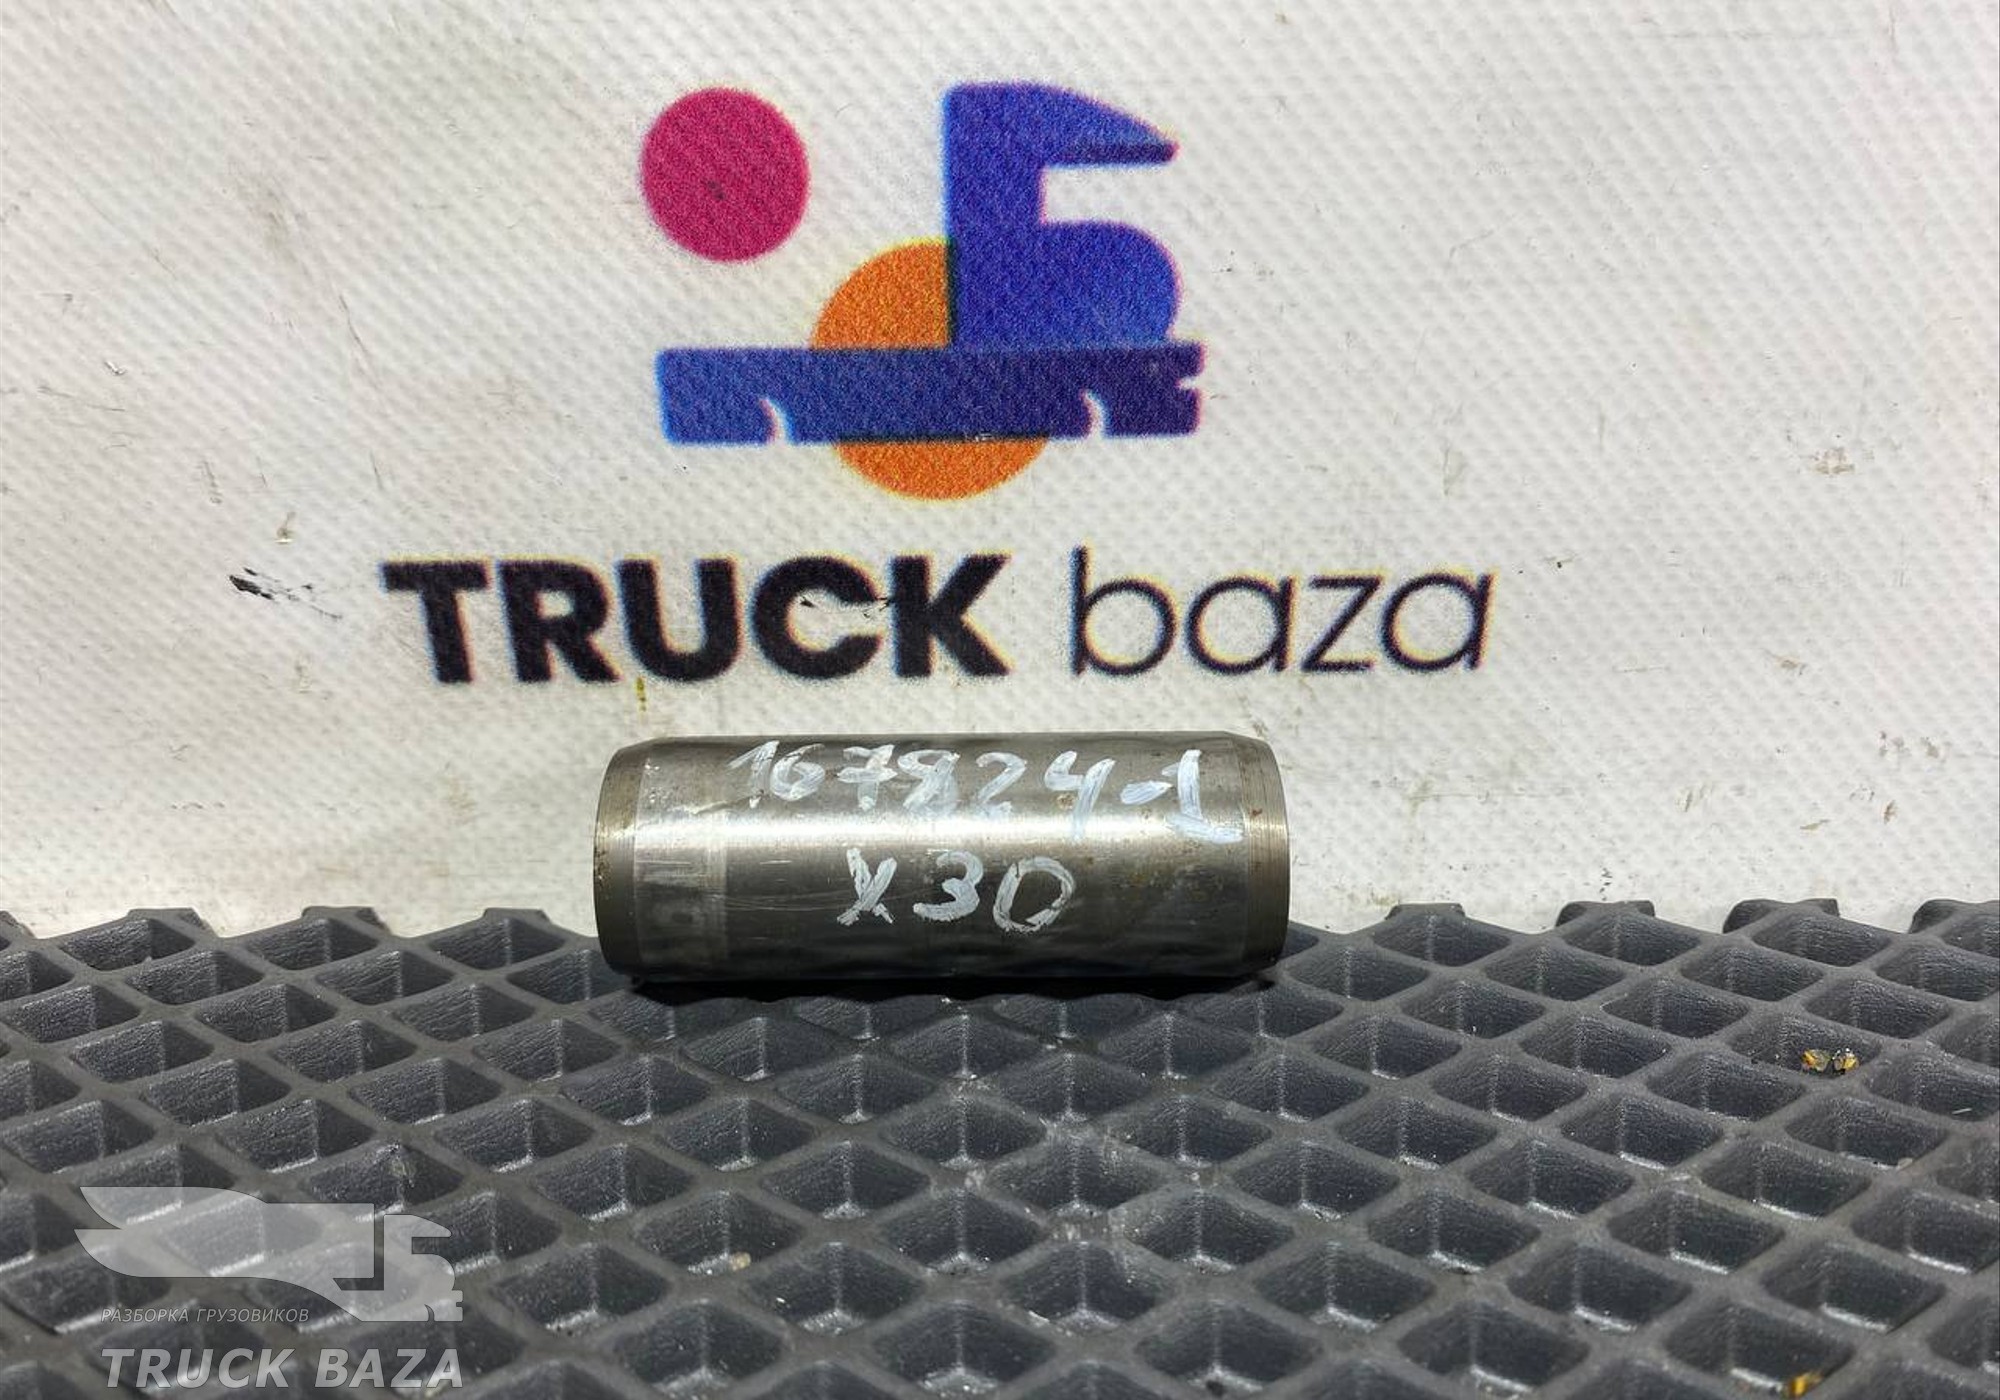 TRUCK baza
167824-1
x30
РАЗБОРКА ГРУЗОВИКОВ
TRUCK BAZA